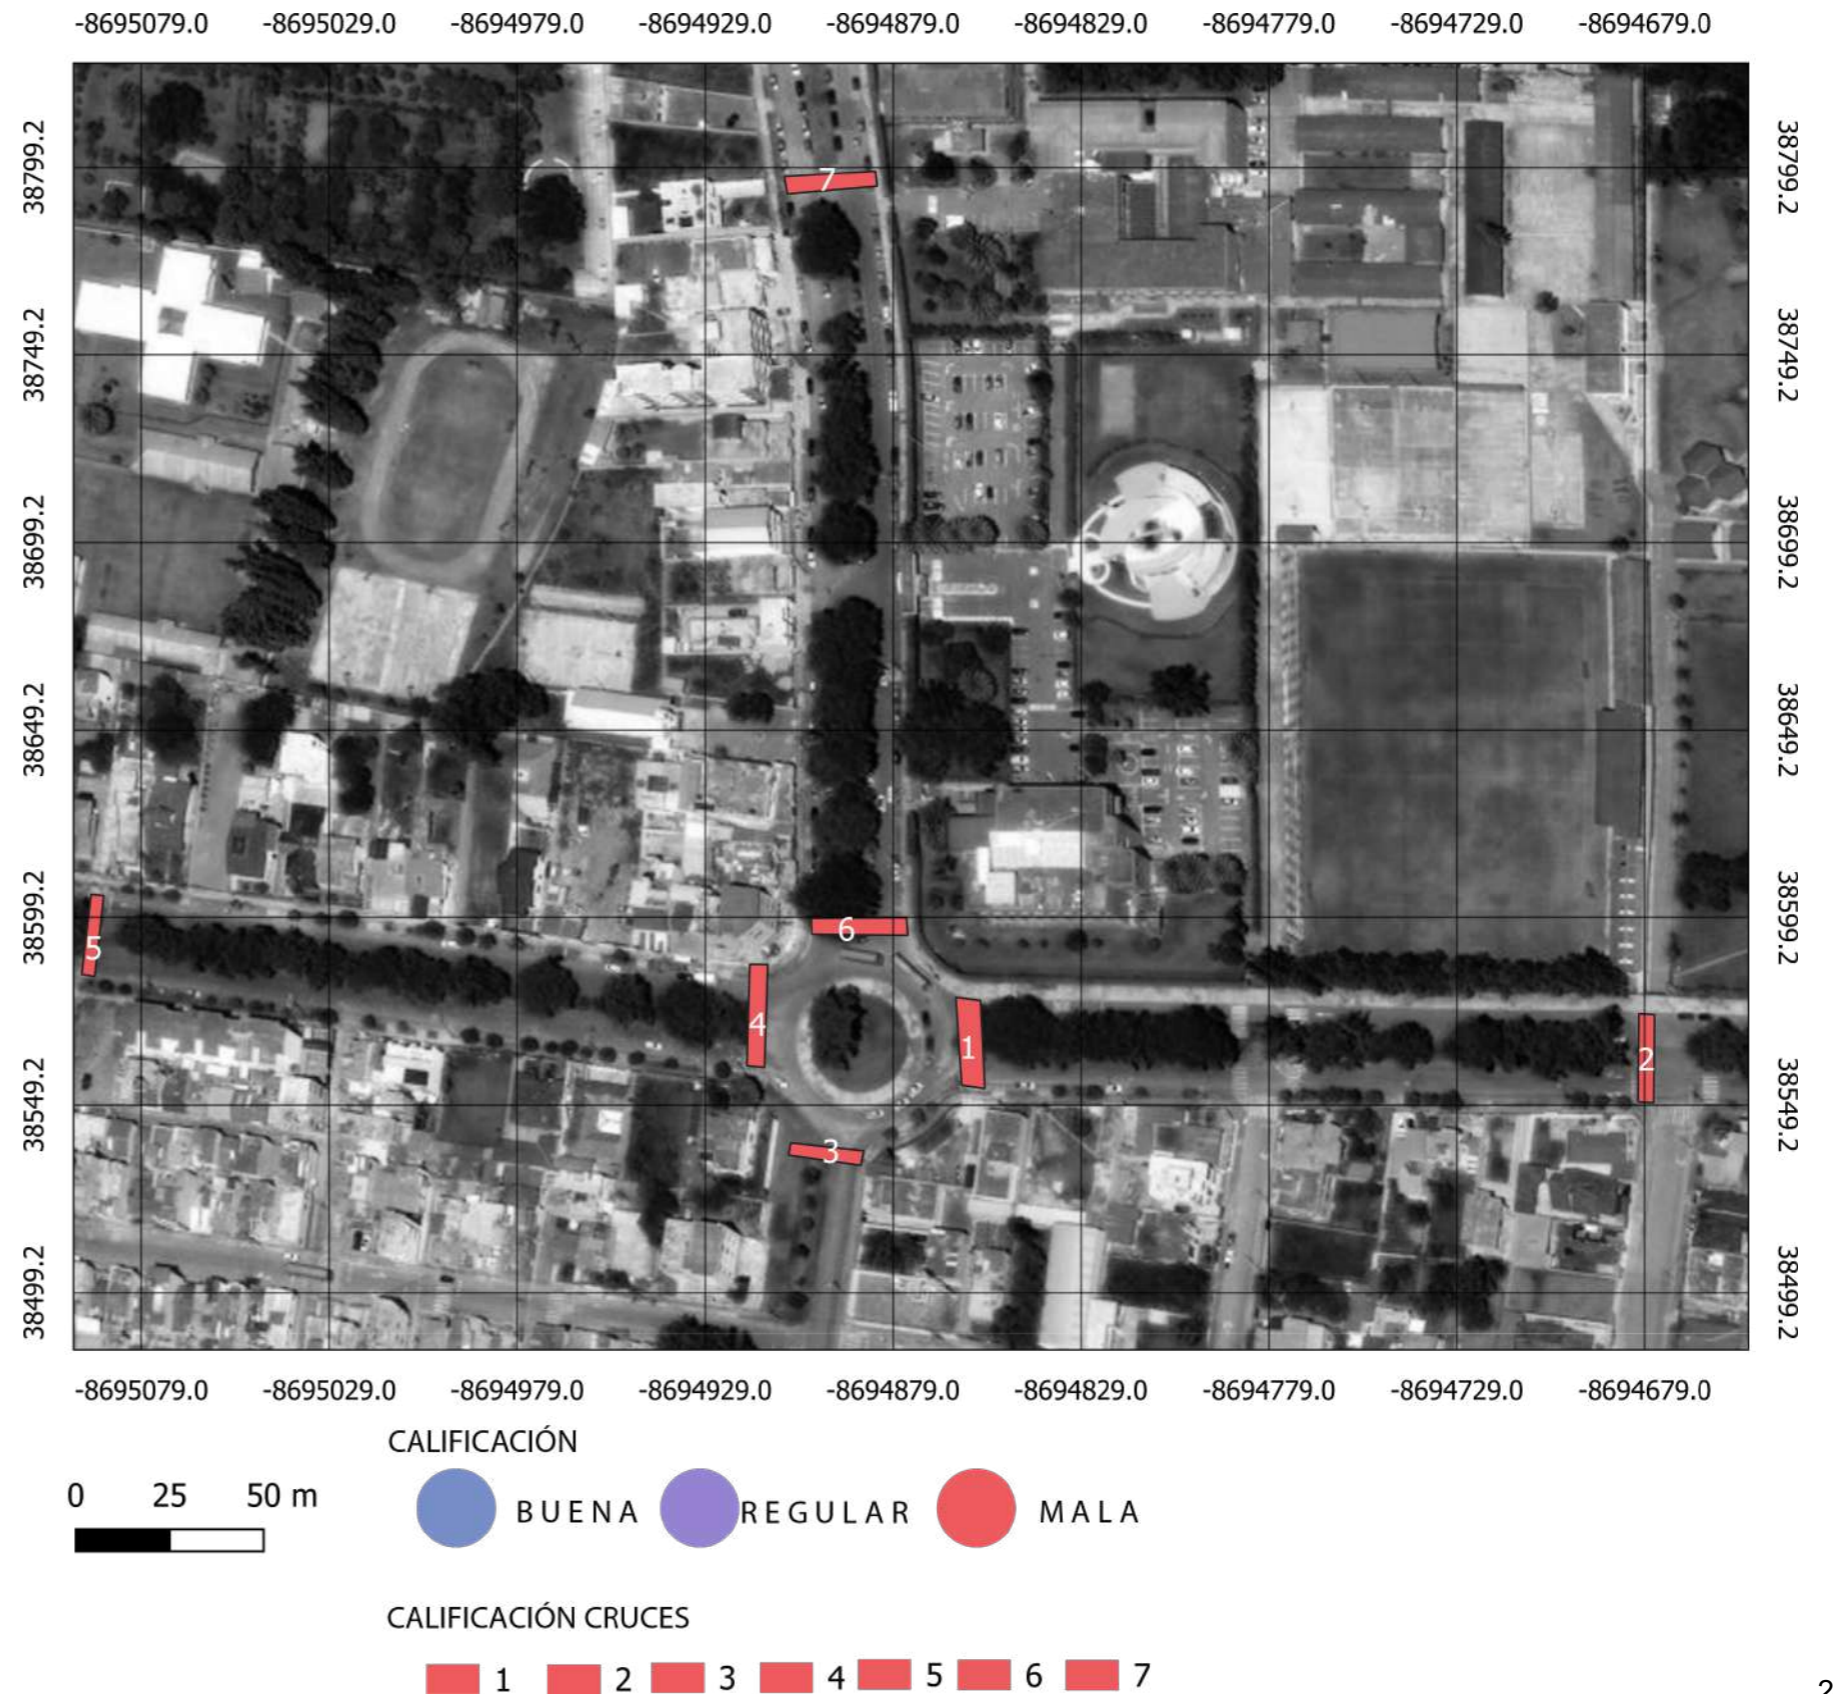 -8695079.0 -8695029.0 -8694979.0 -8694929.0 -8694879.0 -8694829.0 -8694779.0 -8694729.0 -8694679.0
38799.2 38799.2
7
38749.2 38749.2
38699.2 38699.2
38649.2 38649.2
38599.2 38599.2
6
5
4
1
2
38549.2 38549.2
3
38499.2 38499.2
-8695079.0 -8695029.0 -8694979.0 -8694929.0 -8694879.0 -8694829.0 -8694779.0 -8694729.0 -8694679.0
CALIFICACIÓN
0 25 50 m
BUENA REGULAR MALA
CALIFICACIÓN CRUCES
1 2 3 4 5 6 7
2